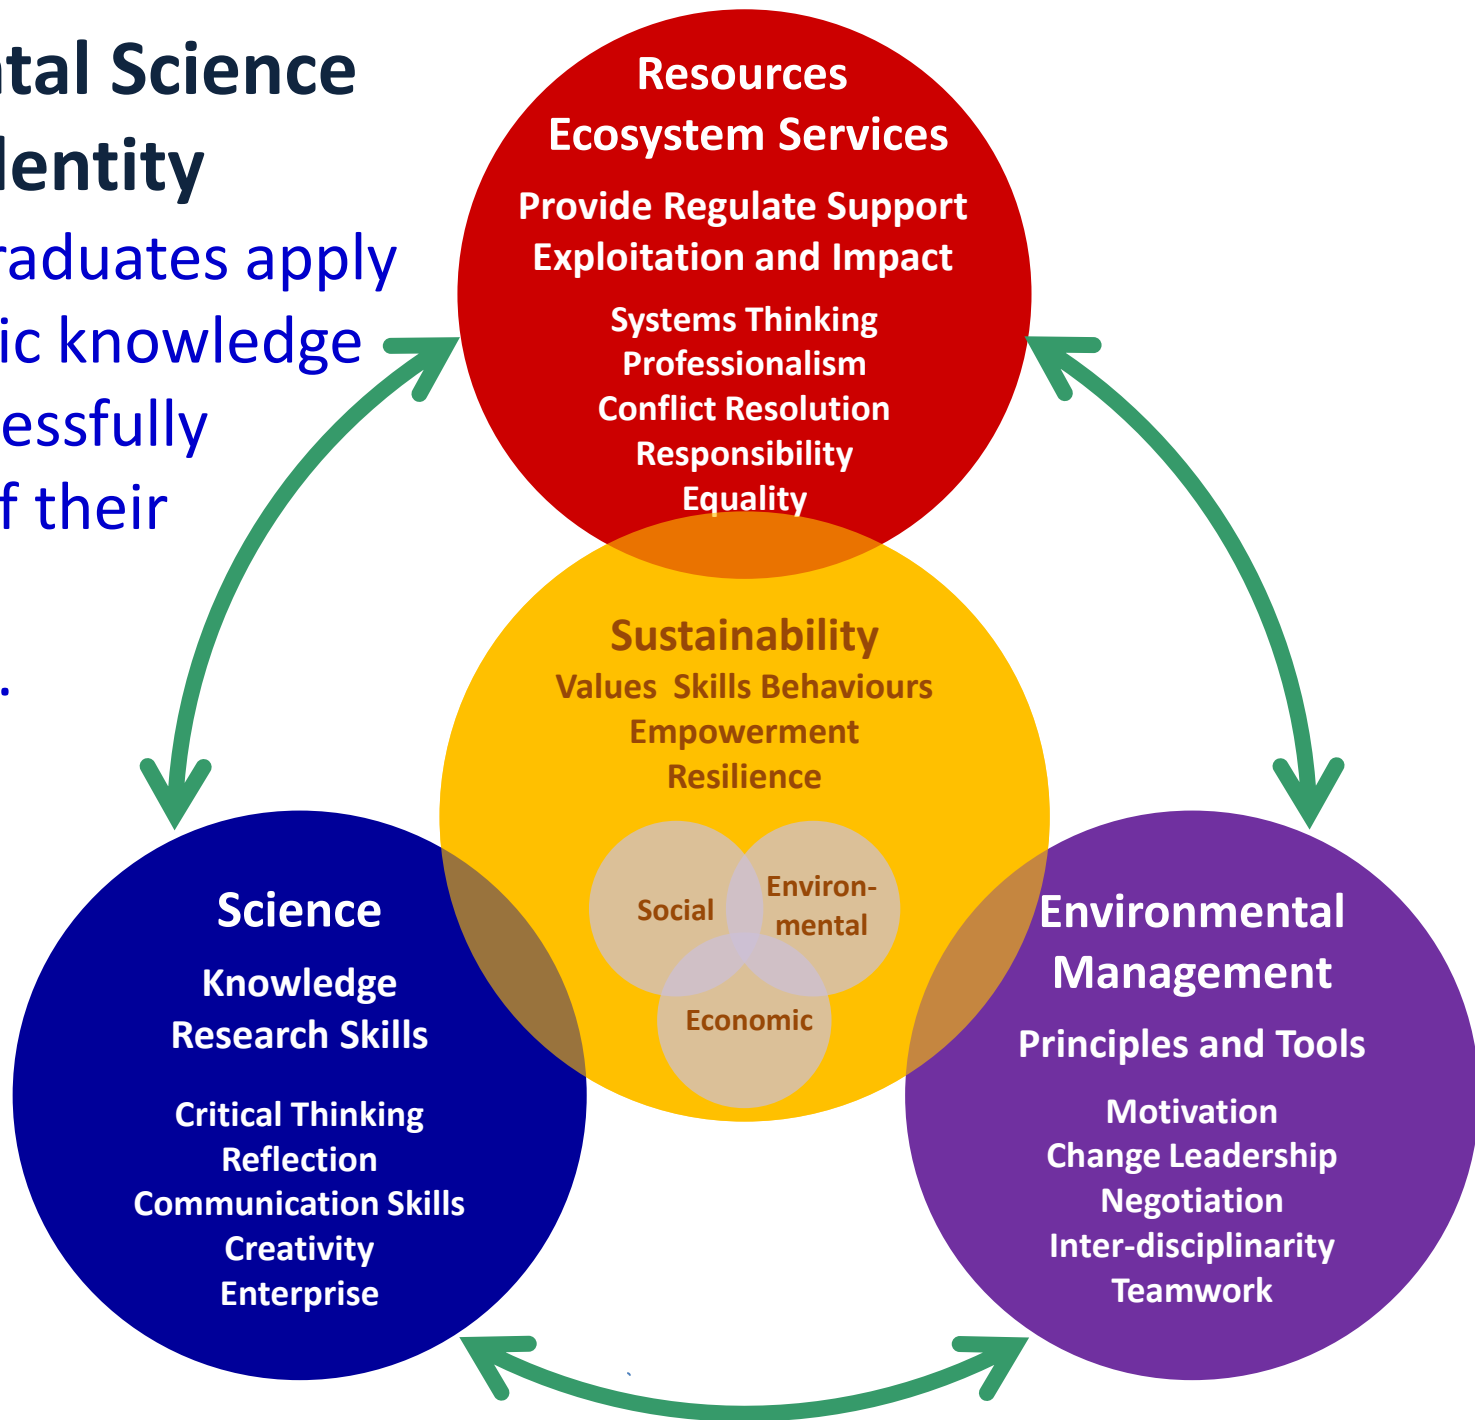 ntal Science
dentity
raduates apply
ic knowledge
essfully
f their
.
Resources
Ecosystem Services
Provide Regulate Support
Exploitation and Impact
Systems Thinking
Professionalism
Conflict Resolution
Responsibility
Equality
Sustainability
Values Skills Behaviours
Empowerment
Resilience
Social
Environ-
mental
Economic
Science
Knowledge
Research Skills
Critical Thinking
Reflection
Communication Skills
Creativity
Enterprise
Environmental
Management
Principles and Tools
Motivation
Change Leadership
Negotiation
Inter-disciplinarity
Teamwork